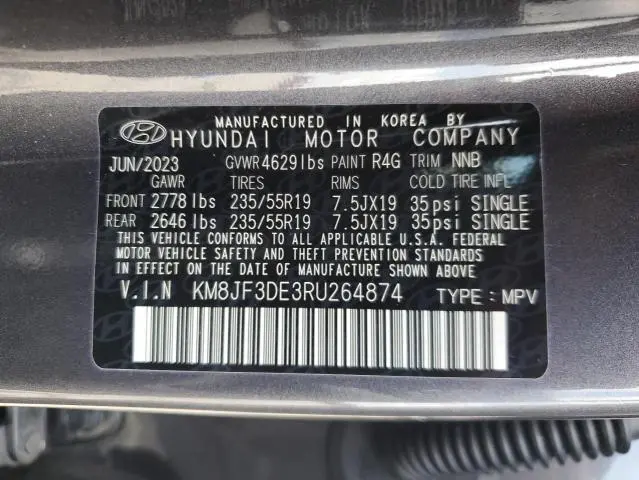 MANUFACTURED IN KOREA BY
HYUNDAI MOTOR COMPANY
JUN/2023 GVWR 4629 lbs PAINT R4G TRIM NNB
GAWR TIRES RIMS COLD TIRE INFL
FRONT 2778 lbs 235/55R19 7.5JX19 35psi SINGLE
REAR 2646 lbs 235/55R19 7.5JX19 35psi SINGLE
THIS VEHICLE CONFORMS TO ALL APPLICABLE U.S.A. FEDERAL
MOTOR VEHICLE SAFETY AND THEFT PREVENTION STANDARDS
IN EFFECT ON THE DATE OF MANUFACTURE SHOWN ABOVE.
V.I.N KM8JF3DE3RU264874 TYPE : MPV